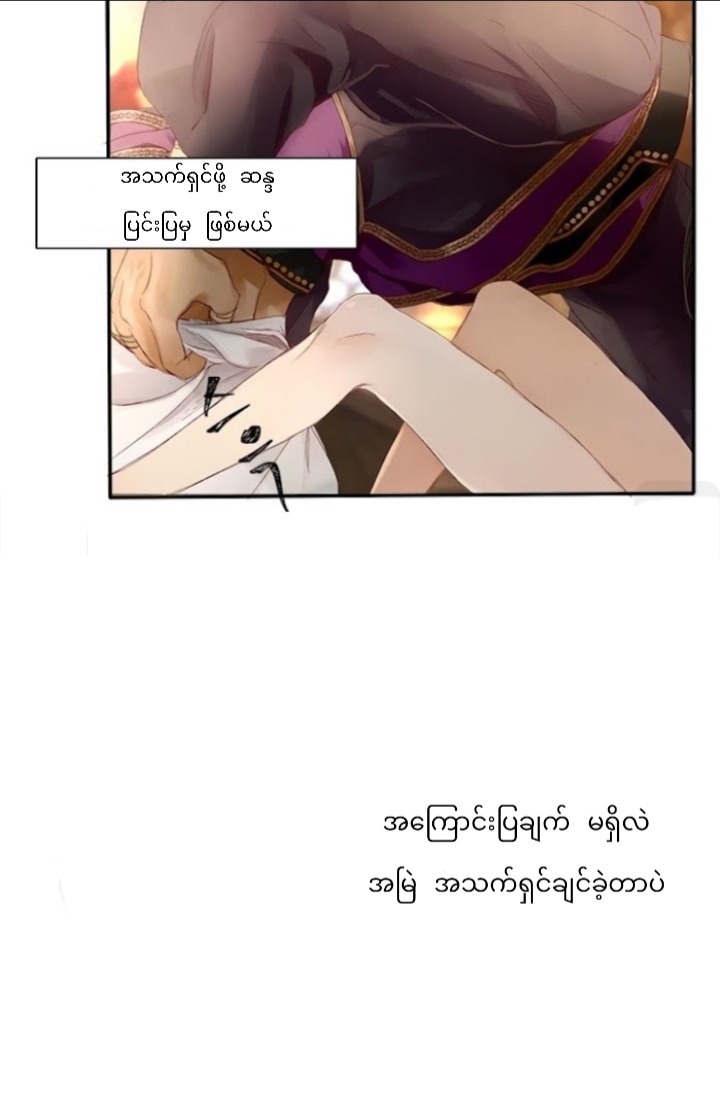 အသက်ရှင်ဖို့ ဆန္ဒ
ပြင်းပြမှ ဖြစ်မယ်
အကြောင်းပြချက် မရှိလဲ
အမြဲ အသက်ရှင်ချင်ခဲ့တာပဲ